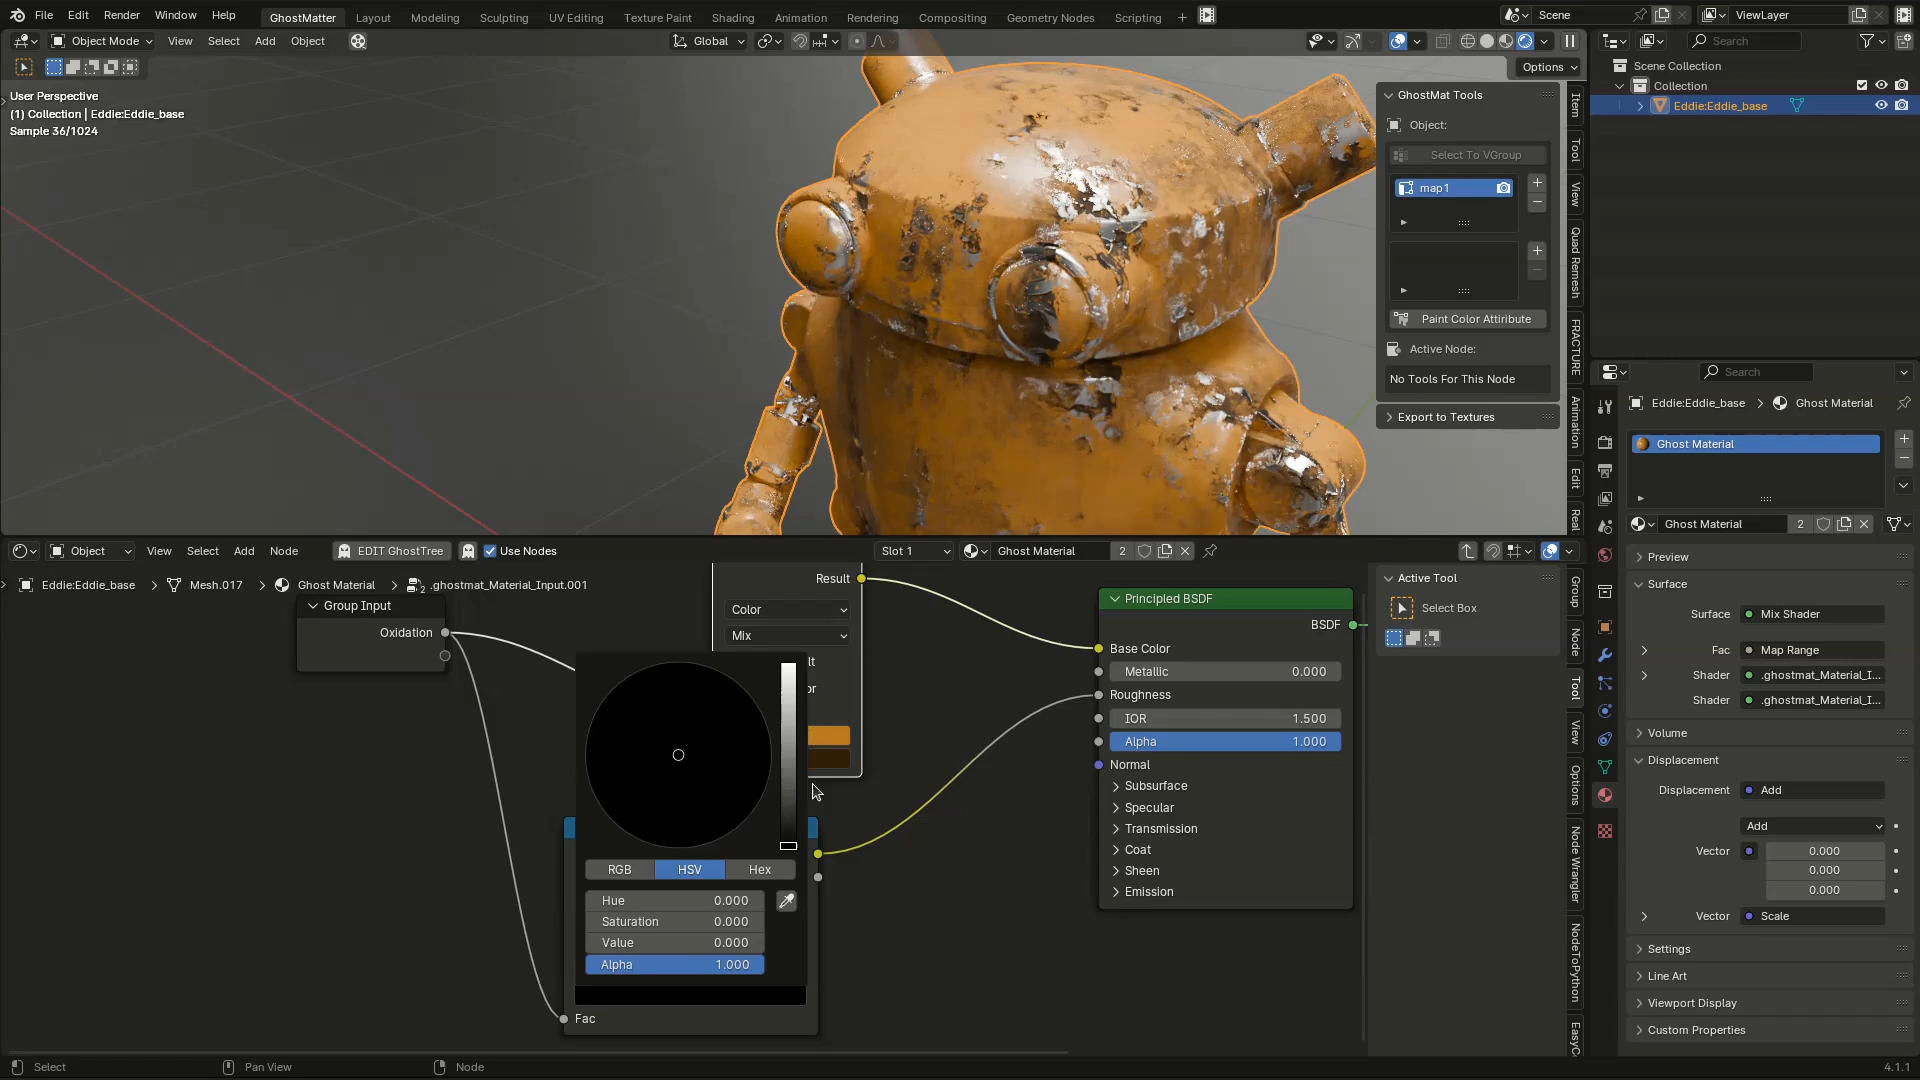 File Edit Render Window Help GhostMatter Layout Modeling Sculpting UV Editing Texture Paint Shading Animation Rendering Compositing Geometry Nodes Scripting + Scene ViewLayer
Object Mode View Select Add Object Global Search
Options
User Perspective
(1) Collection | Eddie:Eddie_base
Sample 36/1024
GhostMat Tools
Object:
Select To VGroup
map1
Paint Color Attribute
Active Node:
No Tools For This Node
Export to Textures
Item
Tool
View
Quad Remesh
FRACTURE
Animation
Edit
Real
Scene Collection
Collection
Eddie:Eddie_base
Search
Eddie:Eddie_base > Ghost Material
Ghost Material
Ghost Material 2
Preview
Surface
Surface Mix Shader
Fac Map Range
Shader .ghostmat_Material_I...
Shader .ghostmat_Material_I...
Volume
Displacement
Displacement Add
Add
Vector 0.000
0.000
0.000
Vector Scale
Settings
Line Art
Viewport Display
Custom Properties
Object View Select Add Node EDIT GhostTree Use Nodes Slot 1 Ghost Material 2
Eddie:Eddie_base > Mesh.017 > Ghost Material > .ghostmat_Material_Input.001
2
Group Input
Oxidation
Result
Color
Mix
lt
or
RGB HSV Hex
Hue 0.000
Saturation 0.000
Value 0.000
Alpha 1.000
Fac
Principled BSDF
BSDF
Base Color
Metallic 0.000
Roughness
IOR 1.500
Alpha 1.000
Normal
Subsurface
Specular
Transmission
Coat
Sheen
Emission
Active Tool
Select Box
Group
Node
Tool
View
Options
Node Wrangler
NodeToPython
EasyC
Select Pan View Node 4.1.1